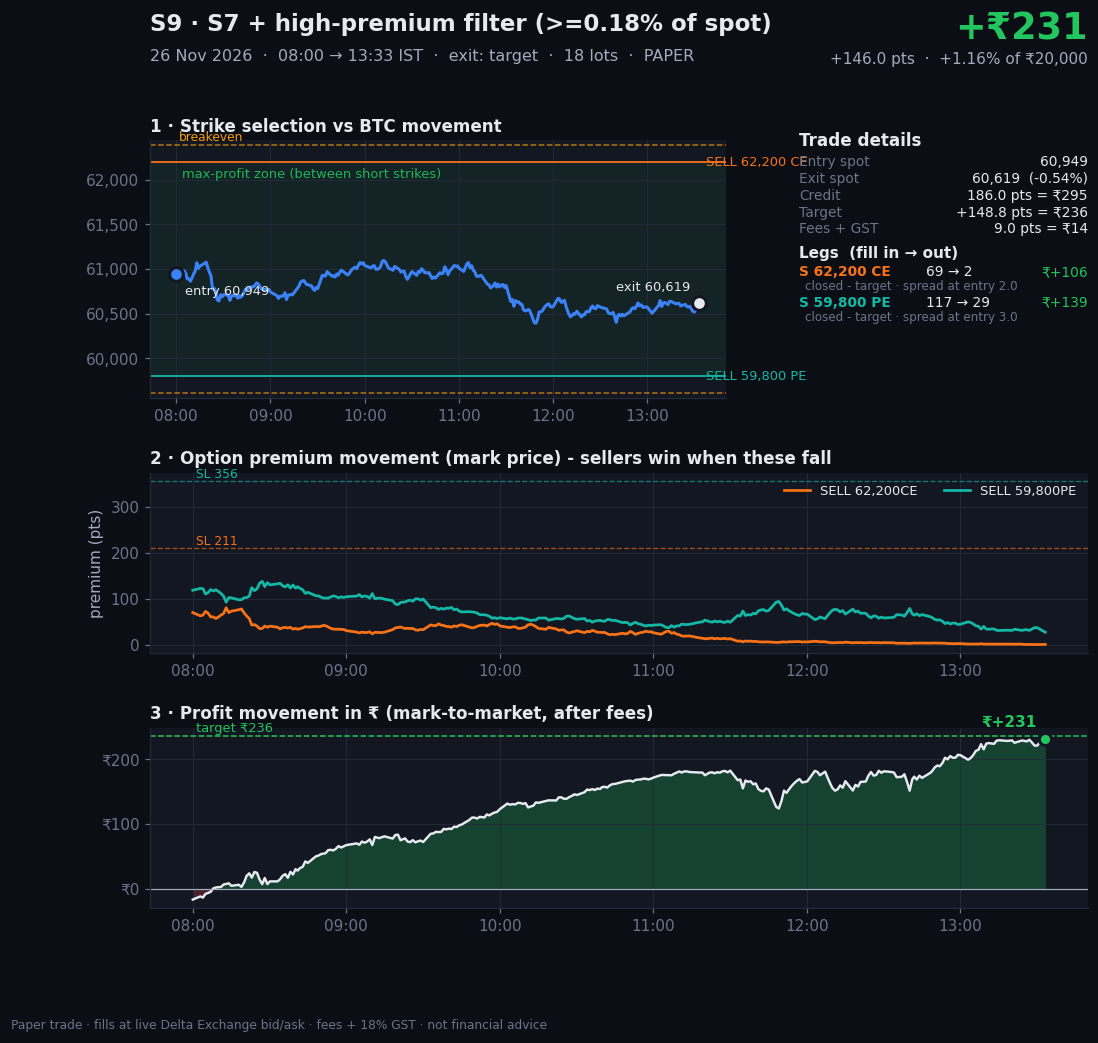 S9 · S7 + high-premium filter (>=0.18% of spot)
+₹231
26 Nov 2026 · 08:00 → 13:33 IST · exit: target · 18 lots · PAPER
+146.0 pts · +1.16% of ₹20,000
1 · Strike selection vs BTC movement
breakeven
SELL 62,200 CE
max-profit zone (between short strikes)
62,000
61,500
61,000
60,500
60,000
entry 60,949
exit 60,619
SELL 59,800 PE
08:00 09:00 10:00 11:00 12:00 13:00
Trade details
Entry spot 60,949
Exit spot 60,619 (-0.54%)
Credit 186.0 pts = ₹295
Target +148.8 pts = ₹236
Fees + GST 9.0 pts = ₹14
Legs (fill in → out)
S 62,200 CE 69 → 2 ₹+106
closed - target · spread at entry 2.0
S 59,800 PE 117 → 29 ₹+139
closed - target · spread at entry 3.0
2 · Option premium movement (mark price) - sellers win when these fall
SL 356
SELL 62,200CE SELL 59,800PE
SL 211
premium (pts)
300
200
100
0
08:00 09:00 10:00 11:00 12:00 13:00
3 · Profit movement in ₹ (mark-to-market, after fees)
target ₹236
₹+231
₹200
₹100
₹0
08:00 09:00 10:00 11:00 12:00 13:00
Paper trade · fills at live Delta Exchange bid/ask · fees + 18% GST · not financial advice